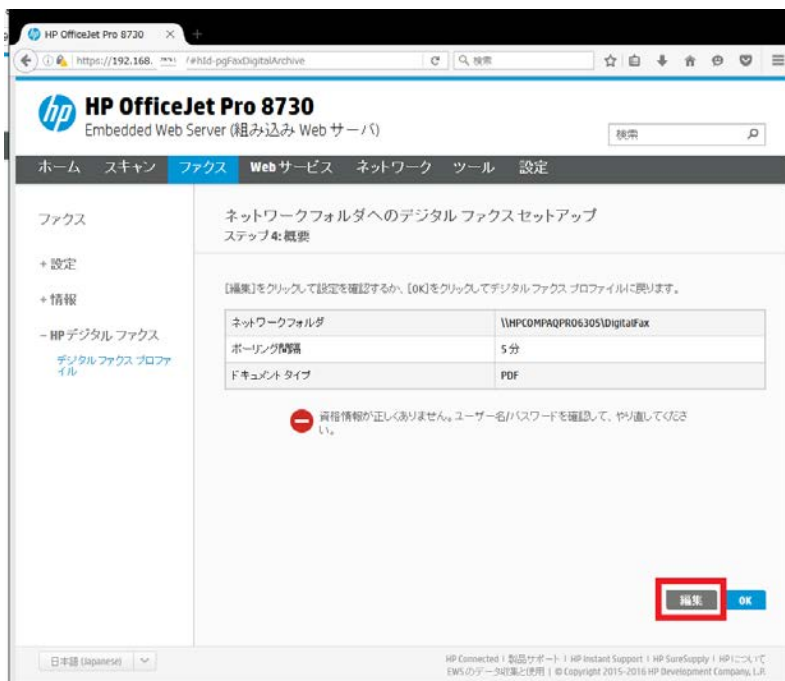 HP OfficeJet Pro 8730
https://192.168. /#hId-pgFaxDigitalArchive
検索
HP OfficeJet Pro 8730
Embedded Web Server (組み込み Web サーバ)
検索
ホーム スキャン ファクス Web サービス ネットワーク ツール 設定
ファクス
+ 設定
+ 情報
- HP デジタル ファクス
デジタル ファクス プロファ
イル
ネットワークフォルダへのデジタル ファクス セットアップ
ステップ 4: 概要
[編集]をクリックして設定を確認するか、[OK]をクリックしてデジタル ファクス プロファイルに戻ります。
ネットワークフォルダ \\HPCOMPAQPRO6305\DigitalFax
ポーリング間隔 5 分
ドキュメント タイプ PDF
資格情報が正しくありません。ユーザー名/パスワードを確認して、やり直してくださ
い。
編集 OK
日本語 (Japanese)
HP Connected | 製品サポート | HP Instant Support | HP SureSupply | HP について
EWS のデータ収集と使用 | © Copyright 2015-2016 HP Development Company, L.P.